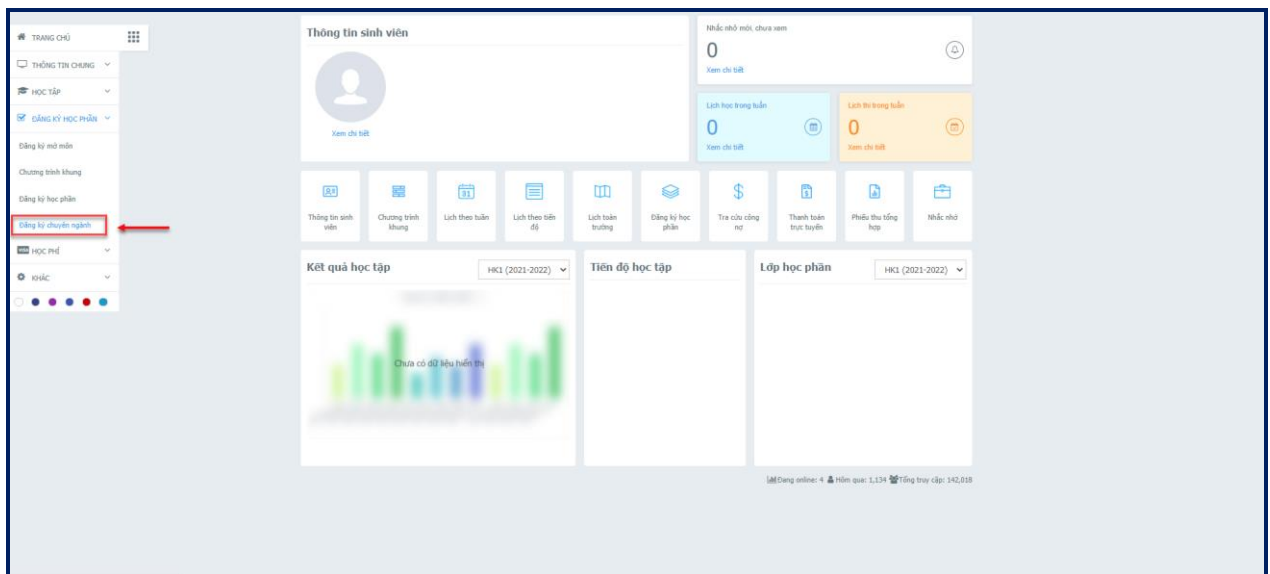 TRANG CHỦ
THÔNG TIN CHUNG
HỌC TẬP
ĐĂNG KÝ HỌC PHẦN
Đăng ký mở môn
Chương trình khung
Đăng ký học phần
Đăng ký chuyên ngành
HỌC PHÍ
KHÁC
Thông tin sinh viên
Xem chi tiết
Nhắc nhở mới, chưa xem
0
Xem chi tiết
Lịch học trong tuần
0
Xem chi tiết
Lịch thi trong tuần
0
Xem chi tiết
Thông tin sinh
viên
Chương trình
khung
31
Lịch theo tuần
Lịch theo tiến
độ
Lịch toàn
trường
Đăng ký học
phần
Tra cứu công
nợ
Thanh toán
trực tuyến
Phiếu thu tổng
hợp
Nhắc nhở
Kết quả học tập
HK1 (2021-2022)
Chưa có dữ liệu hiển thị
Tiến độ học tập
Lớp học phần
HK1 (2021-2022)
Đang online: 4 Hôm qua: 1,134 Tổng truy cập: 142,018